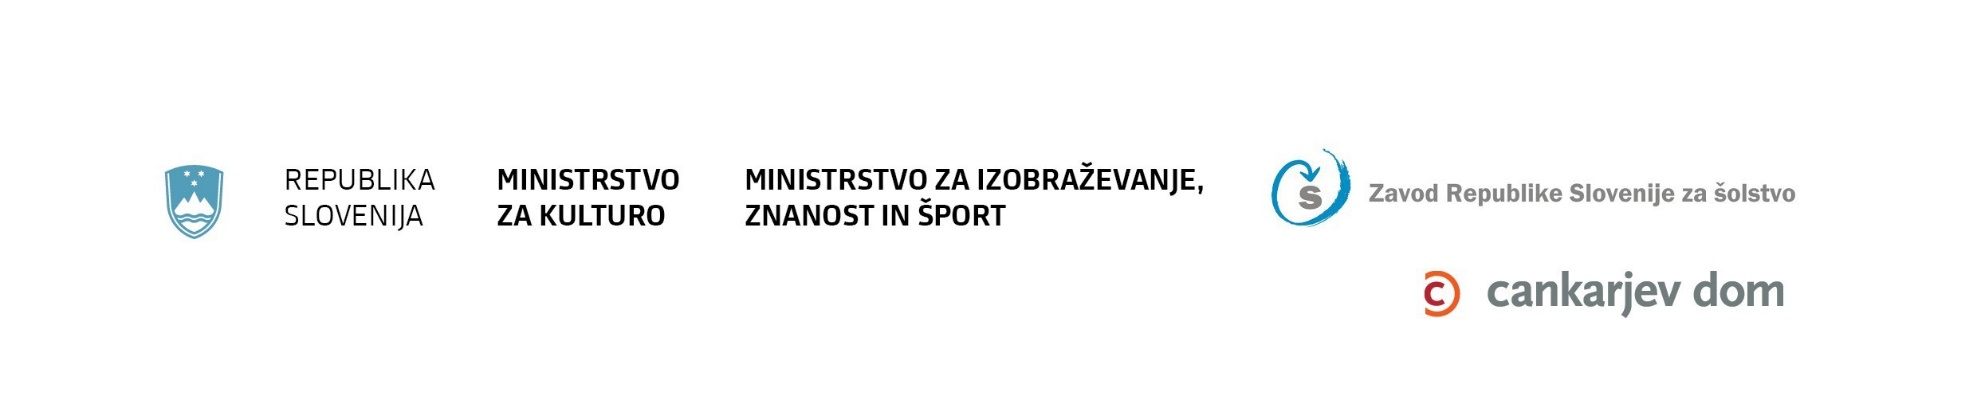 REPUBLIKA
SLOVENIJA
MINISTRSTVO
ZA KULTURO
MINISTRSTVO ZA IZOBRAŽEVANJE,
ZNANOST IN ŠPORT
š
Zavod Republike Slovenije za šolstvo
c
cankarjev dom